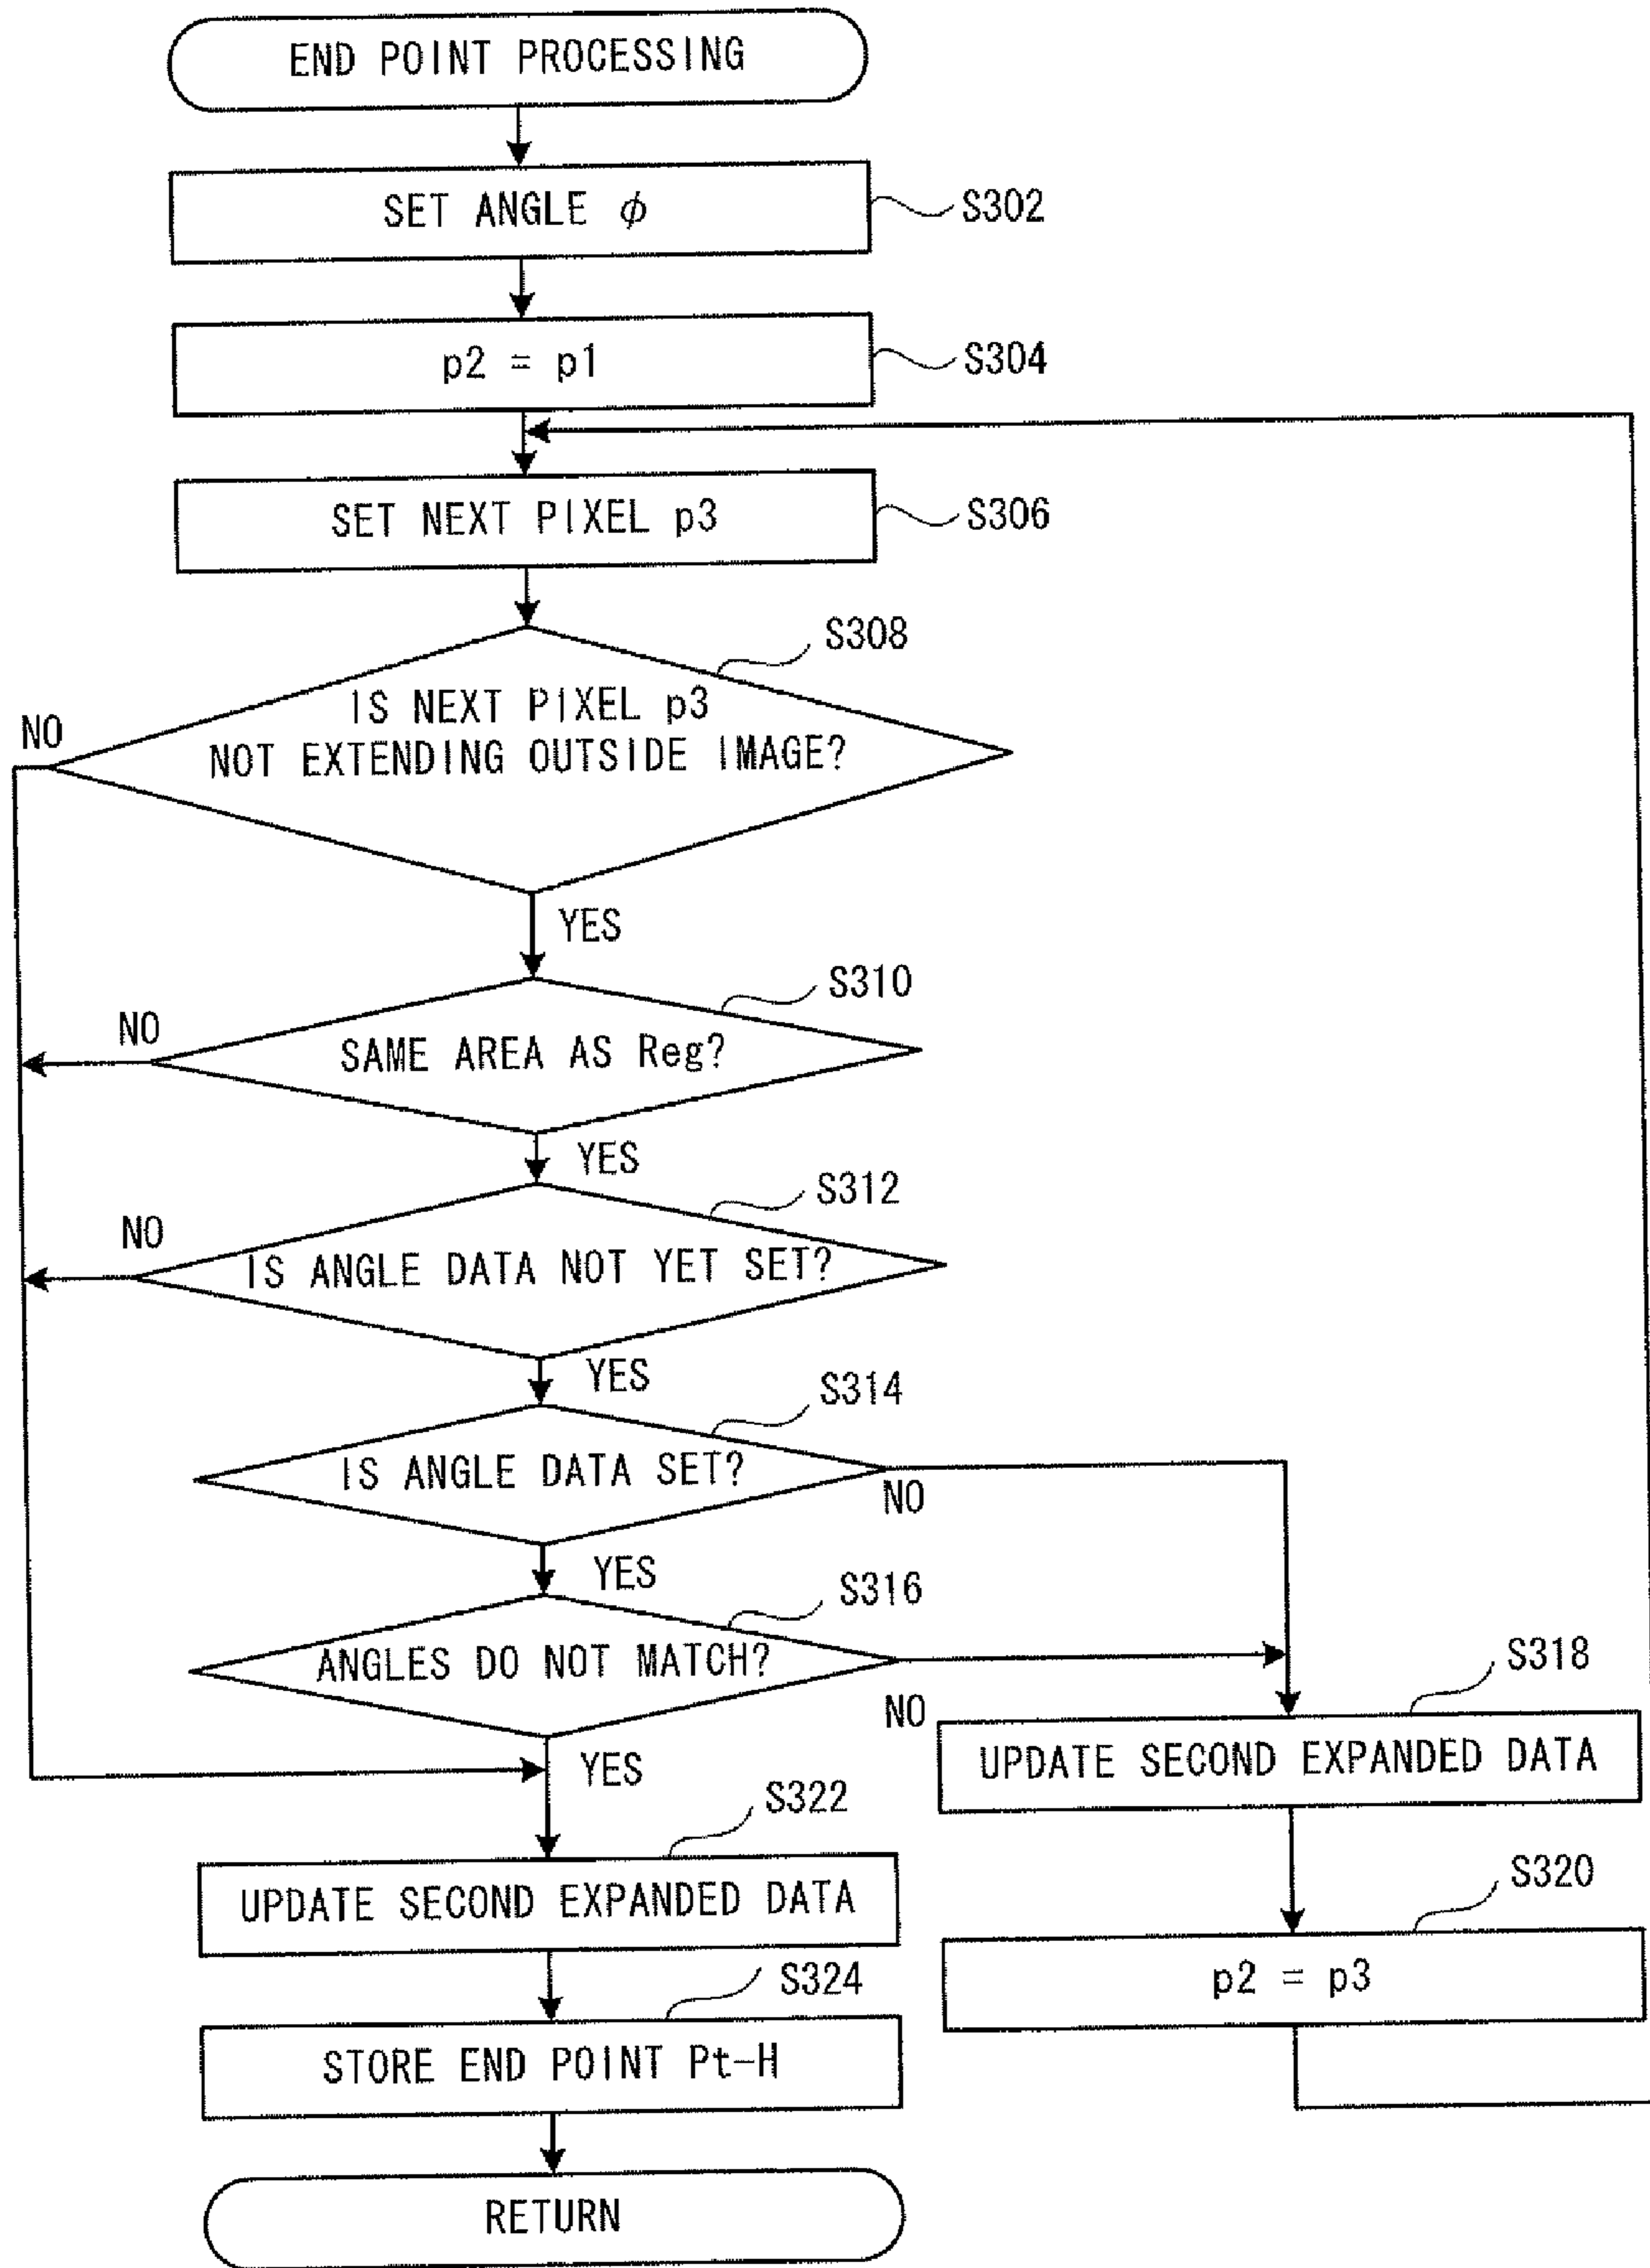 END POINT PROCESSING
SET ANGLE φ
S302
p2 = p1
S304
SET NEXT PIXEL p3
S306
S308
IS NEXT PIXEL p3
NOT EXTENDING OUTSIDE IMAGE?
NO
YES
S310
NO
SAME AREA AS Reg?
YES
S312
NO
IS ANGLE DATA NOT YET SET?
YES
S314
IS ANGLE DATA SET?
NO
YES
S316
ANGLES DO NOT MATCH?
NO
YES
S318
UPDATE SECOND EXPANDED DATA
S320
p2 = p3
S322
UPDATE SECOND EXPANDED DATA
S324
STORE END POINT Pt-H
RETURN